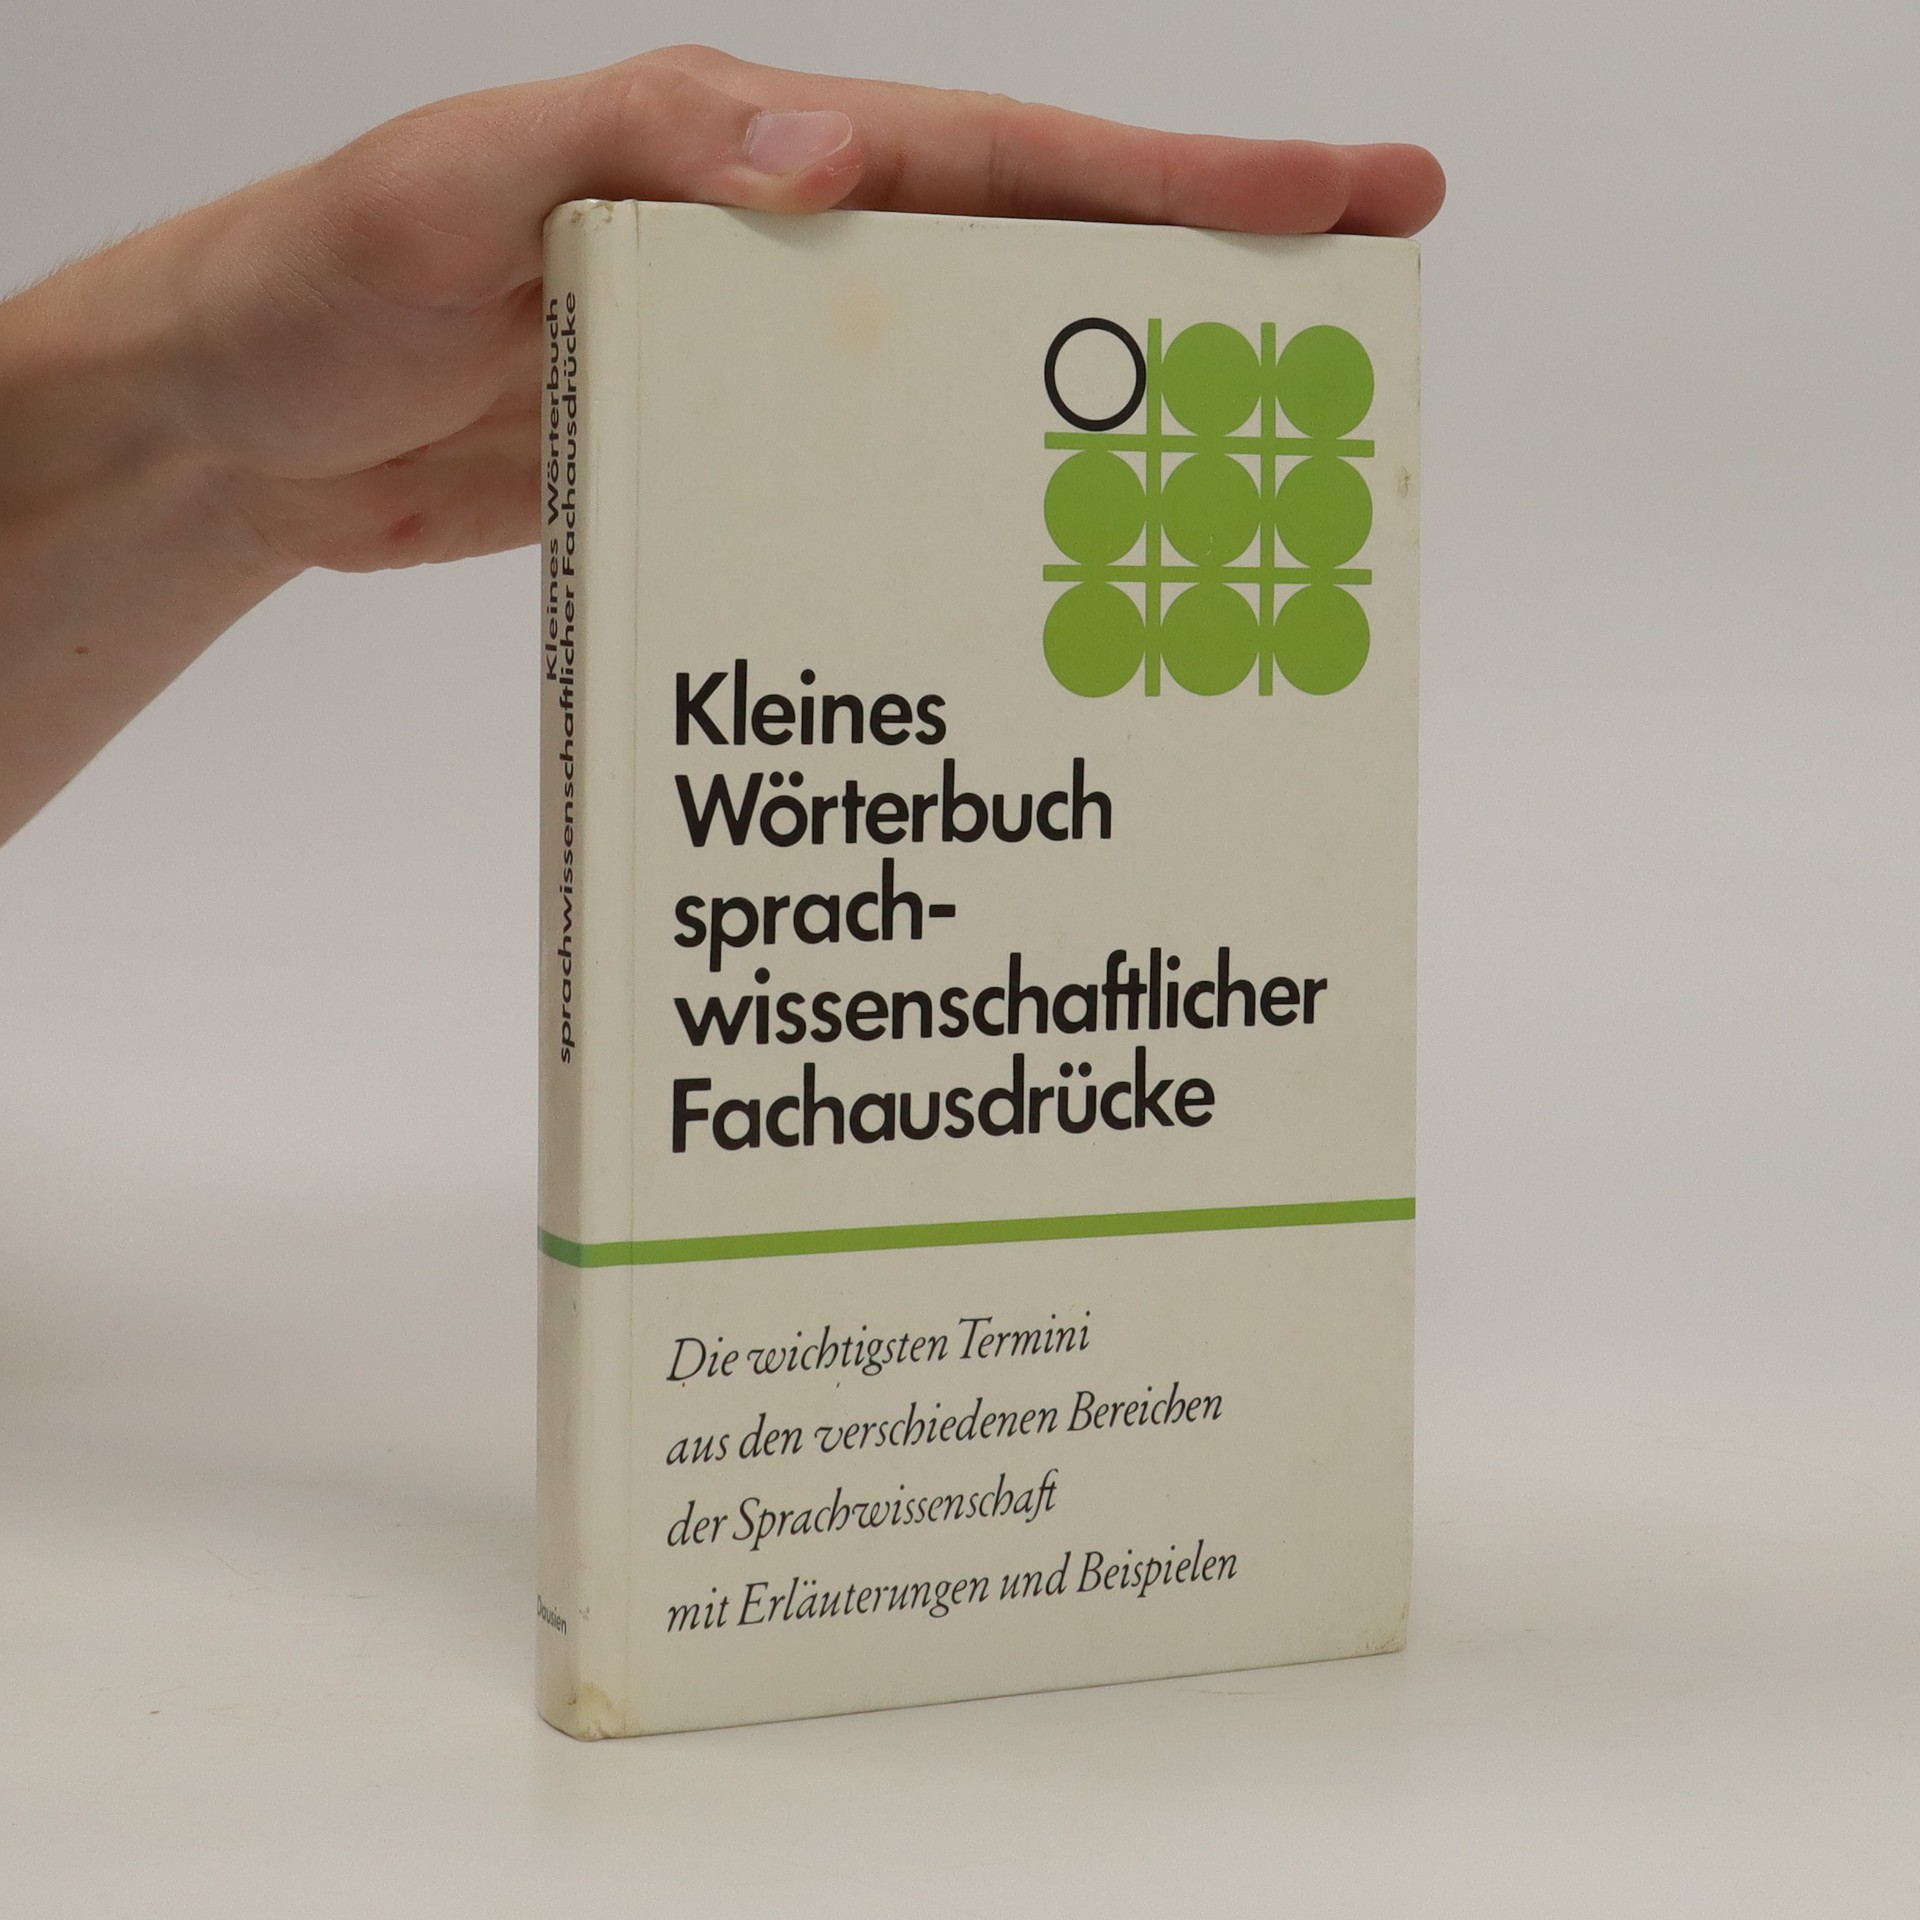 Kleines Wörterbuch
sprachwissenschaftlicher Fachausdrücke
Dausien
Kleines
Wörterbuch
sprach-
wissenschaftlicher
Fachausdrücke
Die wichtigsten Termini
aus den verschiedenen Bereichen
der Sprachwissenschaft
mit Erläuterungen und Beispielen